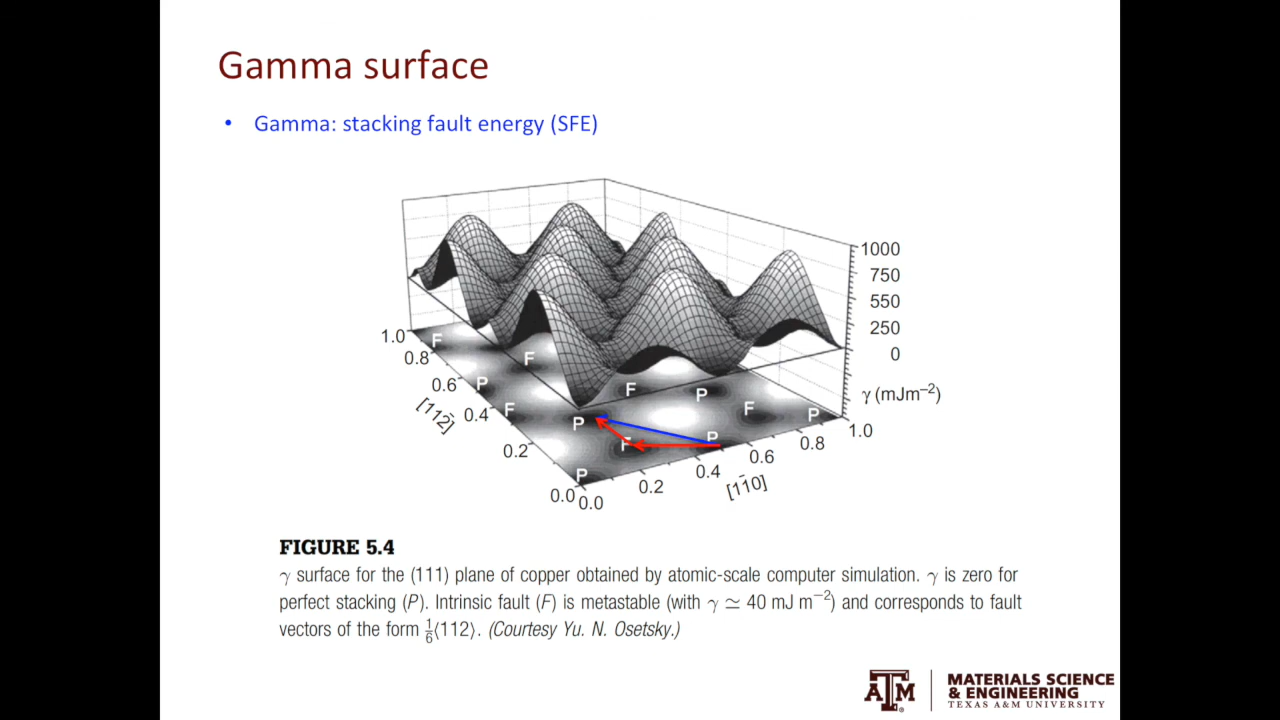 Gamma surface
• Gamma: stacking fault energy (SFE)
1000
750
550
250
0
γ (mJm⁻²)
1.0
0.8
0.6
0.4
0.2
0.0
[112̄]
0.0
0.2
0.4
0.6
0.8
1.0
[11̄0]
F
F
P
F
F
P
F
P
P
P
F
P
FIGURE 5.4
γ surface for the (111) plane of copper obtained by atomic-scale computer simulation. γ is zero for
perfect stacking (P). Intrinsic fault (F) is metastable (with γ ≃ 40 mJ m⁻²) and corresponds to fault
vectors of the form 1/6⟨112⟩. (Courtesy Yu. N. Osetsky.)
ATM
MATERIALS SCIENCE
& ENGINEERING
TEXAS A&M UNIVERSITY